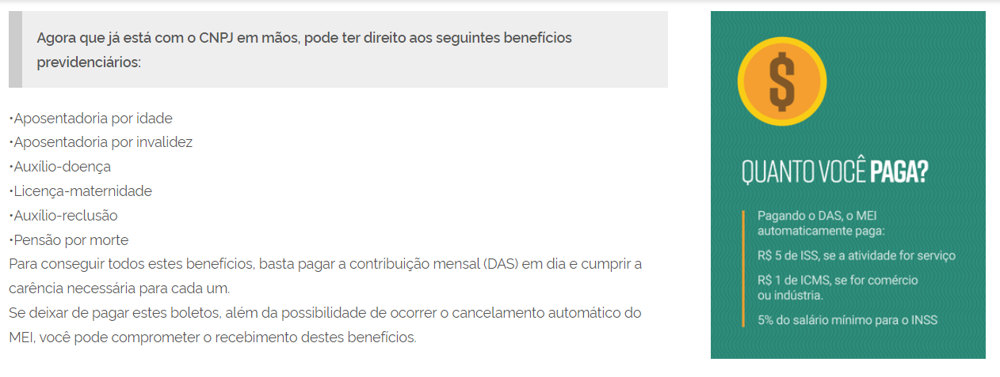 Agora que já está com o CNPJ em mãos, pode ter direito aos seguintes benefícios
previdenciários:
•Aposentadoria por idade
•Aposentadoria por invalidez
•Auxílio-doença
•Licença-maternidade
•Auxílio-reclusão
•Pensão por morte
Para conseguir todos estes benefícios, basta pagar a contribuição mensal (DAS) em dia e cumprir a
carência necessária para cada um.
Se deixar de pagar estes boletos, além da possibilidade de ocorrer o cancelamento automático do
MEI, você pode comprometer o recebimento destes benefícios.
$
QUANTO VOCÊ PAGA?
Pagando o DAS, o MEI
automaticamente paga:
R$ 5 de ISS, se a atividade for serviço
R$ 1 de ICMS, se for comércio
ou indústria.
5% do salário mínimo para o INSS